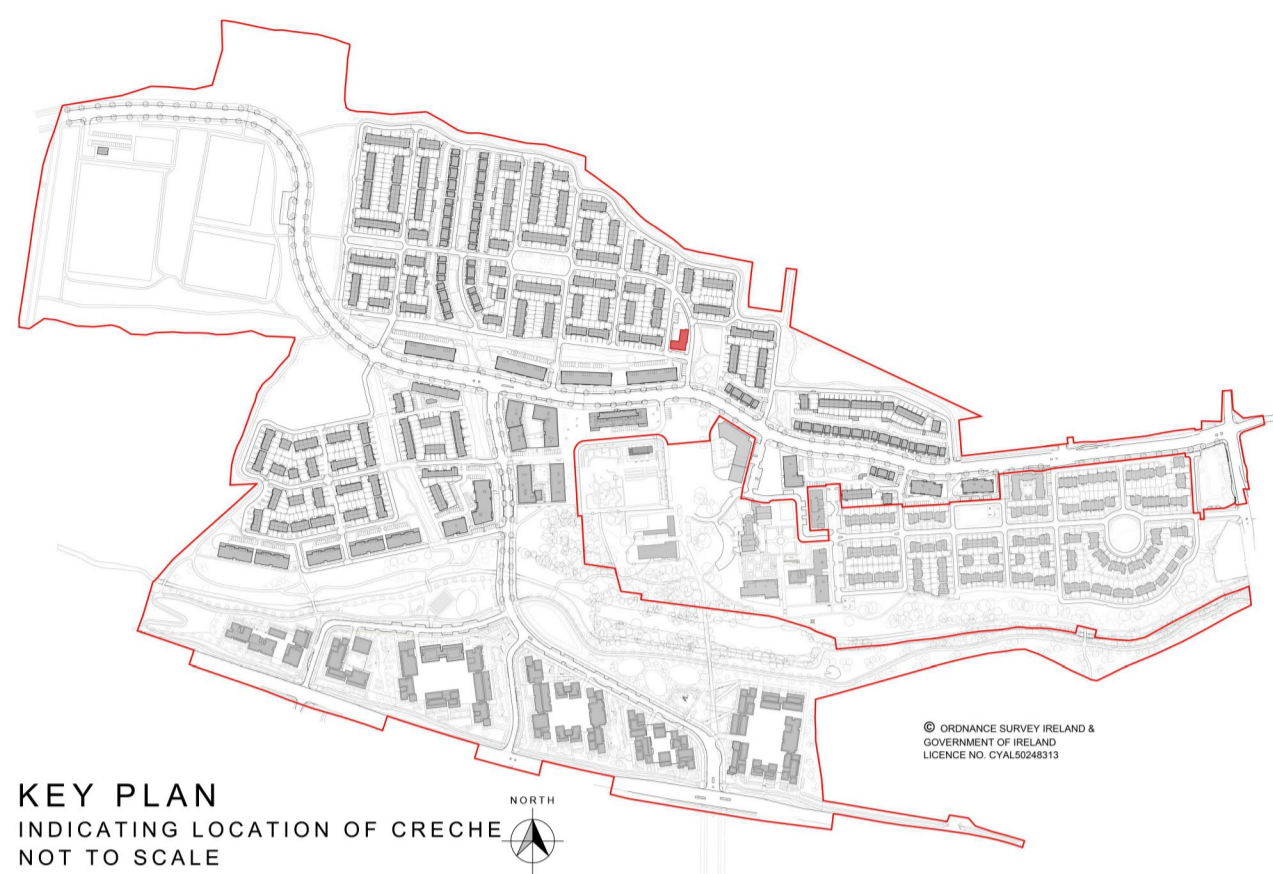 © ORDNANCE SURVEY IRELAND &
GOVERNMENT OF IRELAND
LICENCE NO. CYAL50248313
KEY PLAN
INDICATING LOCATION OF CRECHE
NOT TO SCALE
NORTH